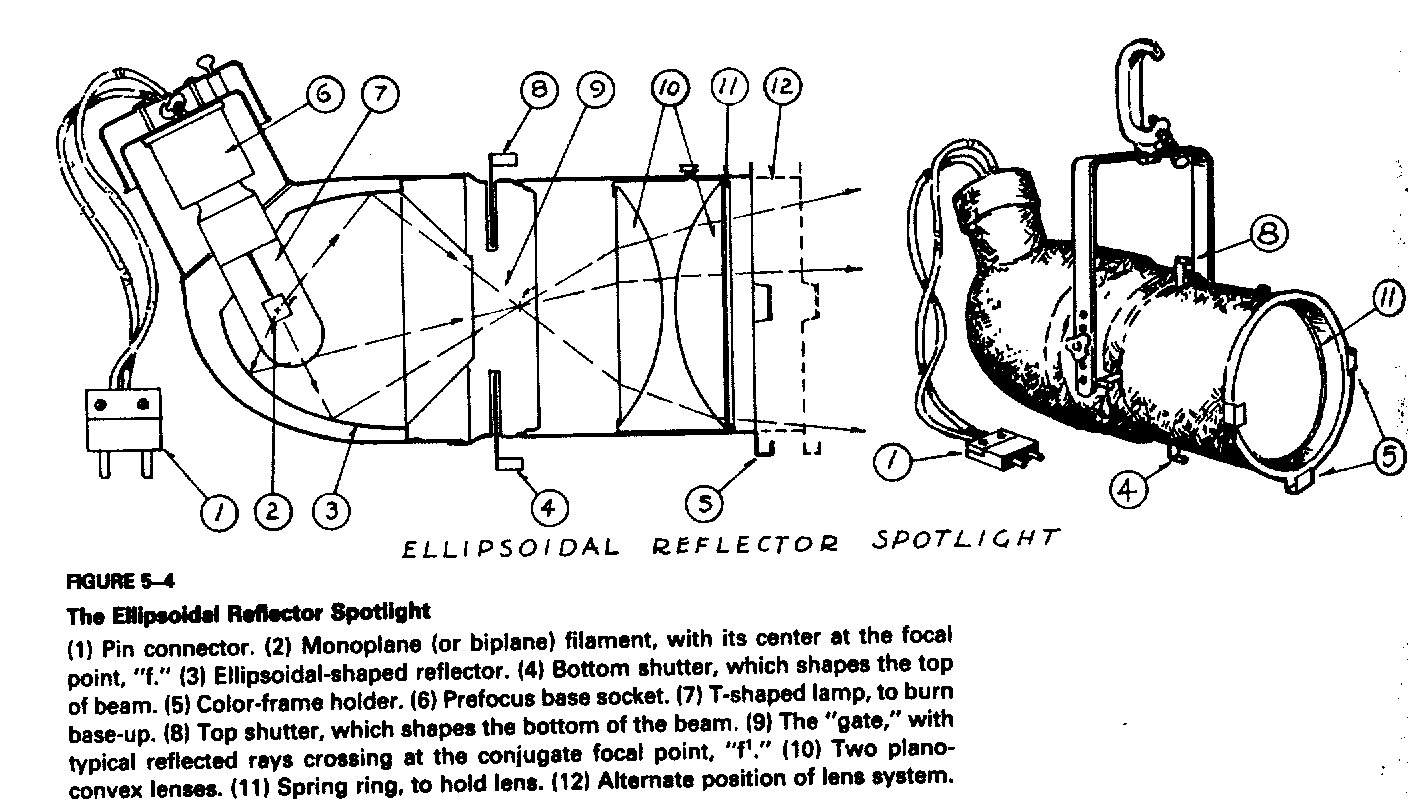 6 7 8 9 10 11 12
8
11
1 2 3 4 5 1 4 5
ELLIPSOIDAL REFLECTOR SPOTLIGHT
FIGURE 5–4
The Ellipsoidal Reflector Spotlight
(1) Pin connector. (2) Monoplane (or biplane) filament, with its center at the focal
point, "f." (3) Ellipsoidal-shaped reflector. (4) Bottom shutter, which shapes the top
of beam. (5) Color-frame holder. (6) Prefocus base socket. (7) T-shaped lamp, to burn
base-up. (8) Top shutter, which shapes the bottom of the beam. (9) The "gate," with
typical reflected rays crossing at the conjugate focal point, "f¹." (10) Two plano-
convex lenses. (11) Spring ring, to hold lens. (12) Alternate position of lens system.